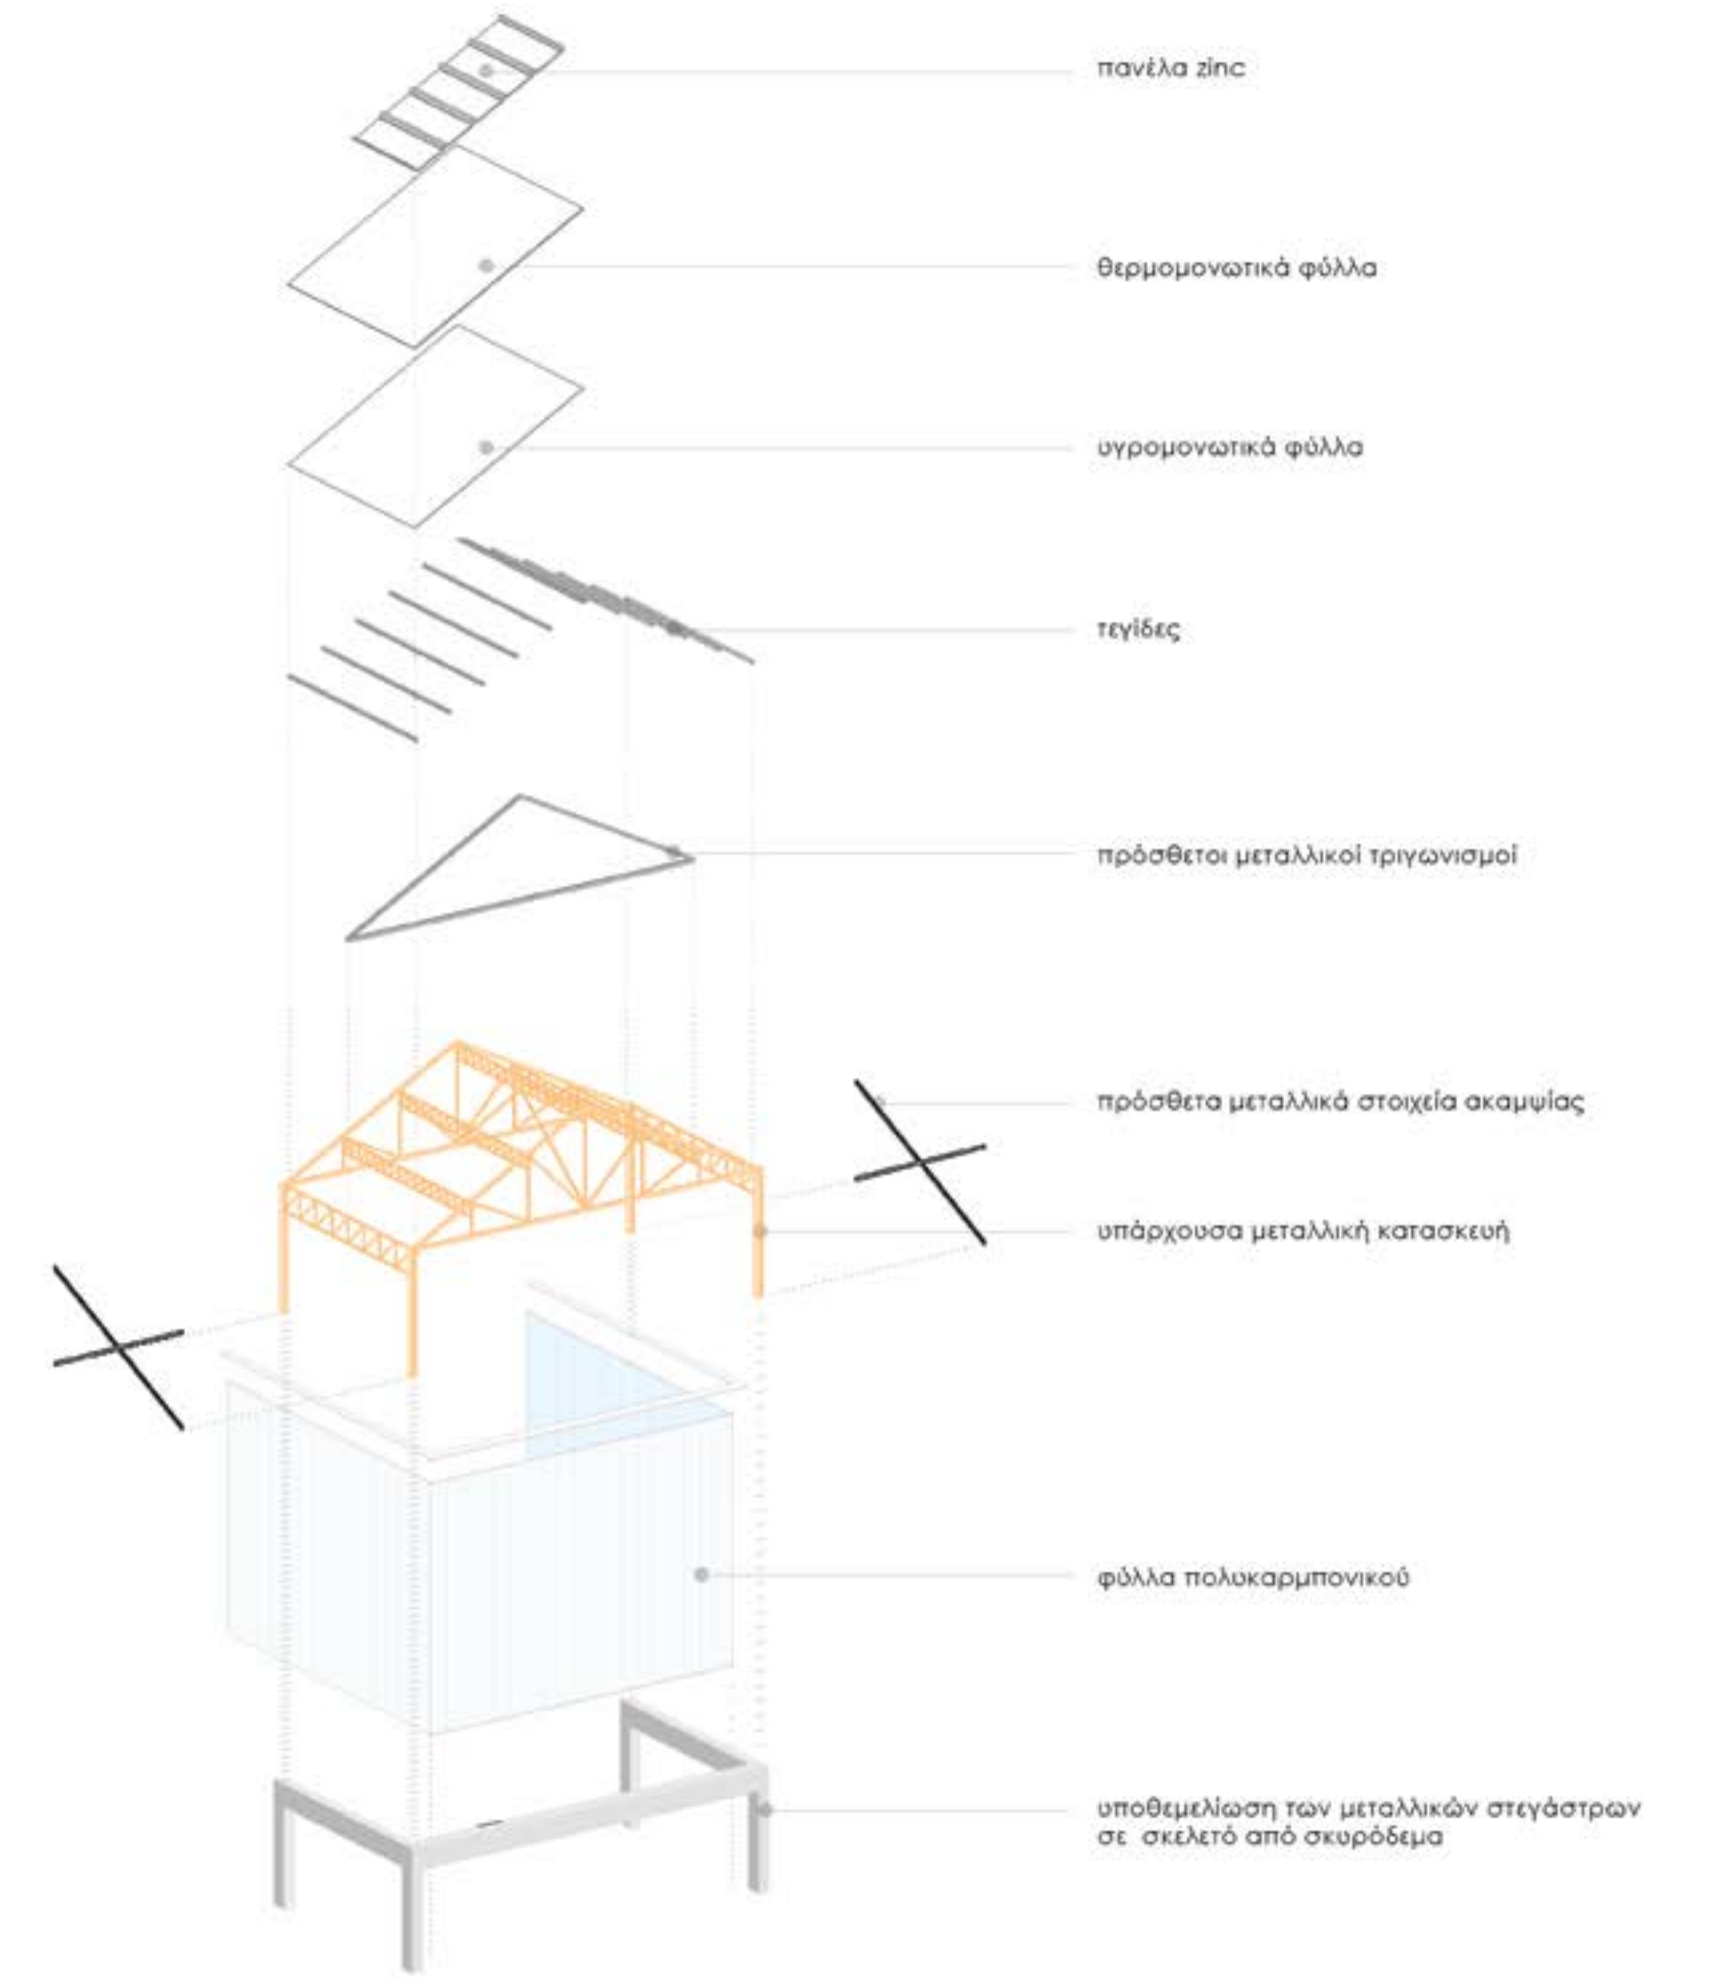 πανέλα zinc
θερμομονωτικά φύλλα
υγρομονωτικά φύλλα
τεγίδες
πρόσθετοι μεταλλικοί τριγωνισμοί
πρόσθετα μεταλλικά στοιχεία ακαμψίας
υπάρχουσα μεταλλική κατασκευή
φύλλα πολυκαρμπονικού
υποθεμελίωση των μεταλλικών στεγάστρων
σε σκελετό από σκυρόδεμα